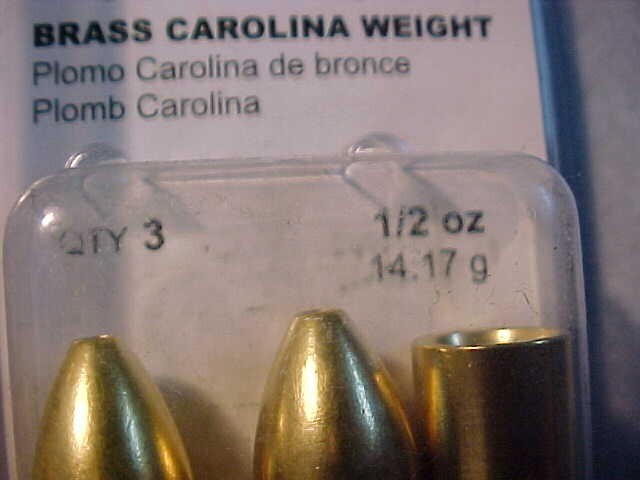 BRASS CAROLINA WEIGHT
Plomo Carolina de bronce
Plomb Carolina
QTY 3
1/2 oz
14.17 g